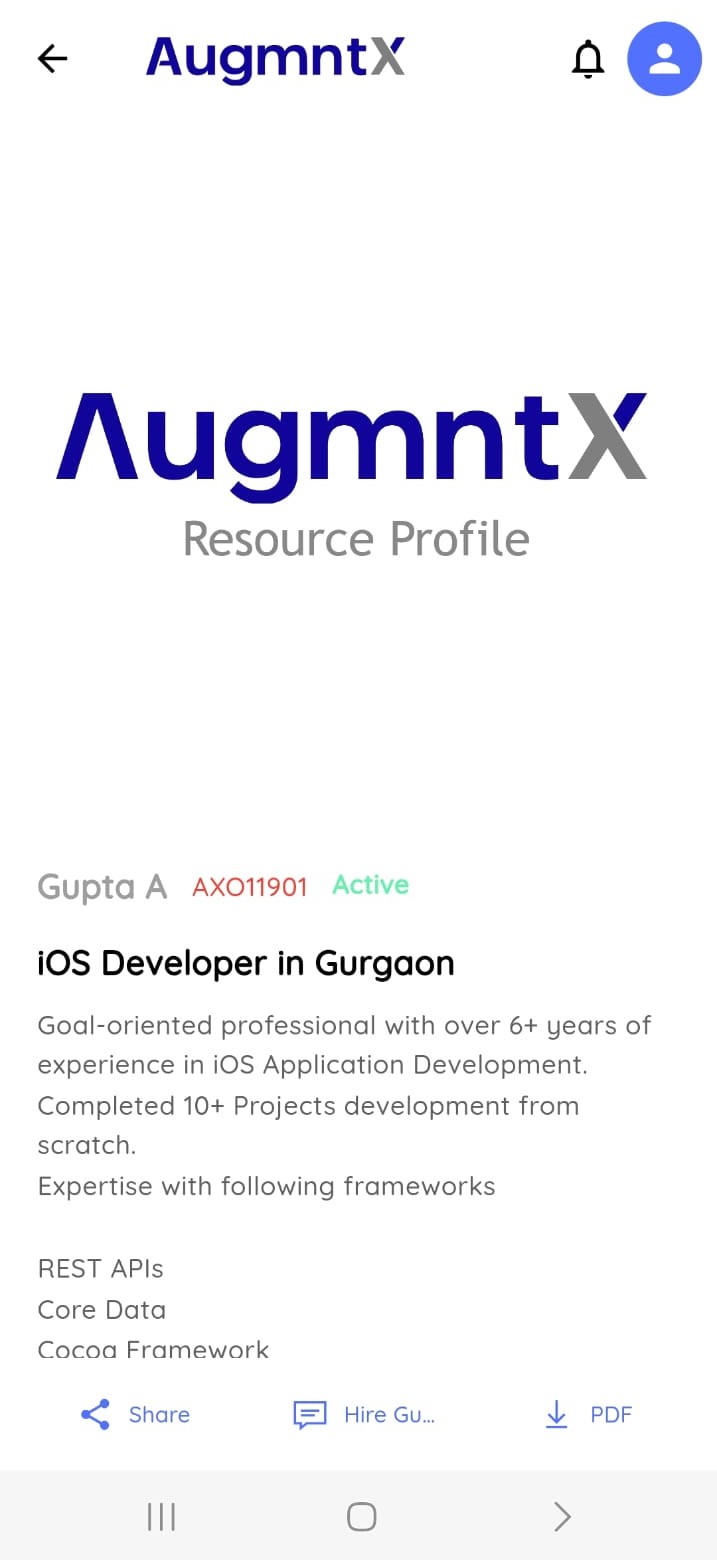 AugmntX
AugmntX
Resource Profile
Gupta A AXO11901 Active
iOS Developer in Gurgaon
Goal-oriented professional with over 6+ years of
experience in iOS Application Development.
Completed 10+ Projects development from
scratch.
Expertise with following frameworks
REST APIs
Core Data
Cocoa Framework
Share Hire Gu... PDF